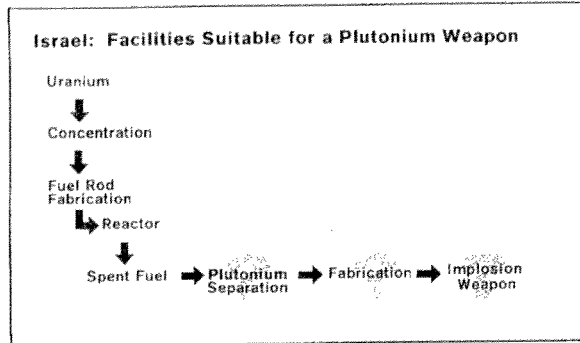 Israel: Facilities Suitable for a Plutonium Weapon
Uranium
Concentration
Fuel Rod
Fabrication
Reactor
Spent Fuel
Plutonium
Separation
Fabrication
Implosion
Weapon